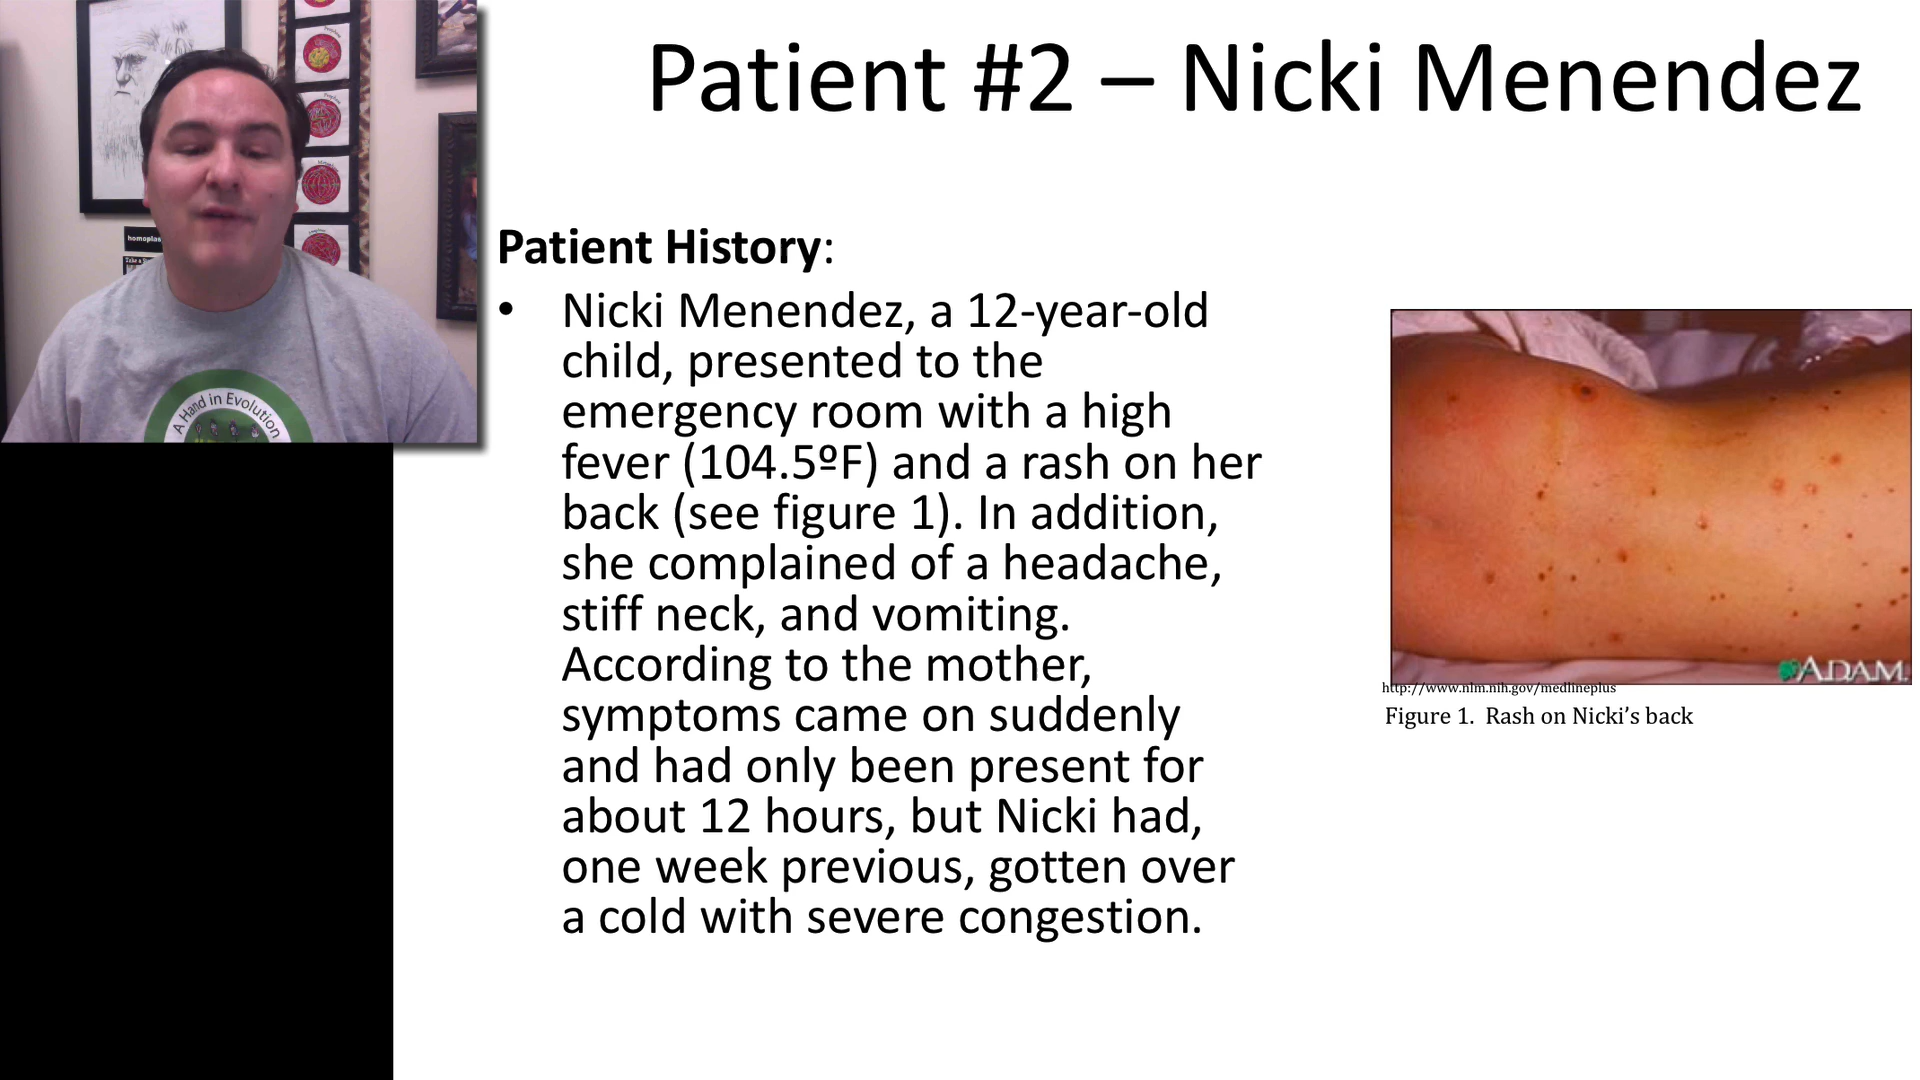 Patient #2 – Nicki Menendez
homoplas
Take a
A Hand in Evolution
Patient History:
• Nicki Menendez, a 12-year-old
child, presented to the
emergency room with a high
fever (104.5ºF) and a rash on her
back (see figure 1). In addition,
she complained of a headache,
stiff neck, and vomiting.
According to the mother,
symptoms came on suddenly
and had only been present for
about 12 hours, but Nicki had,
one week previous, gotten over
a cold with severe congestion.
ADAM.
http://www.nlm.nih.gov/medlineplus
Figure 1. Rash on Nicki’s back